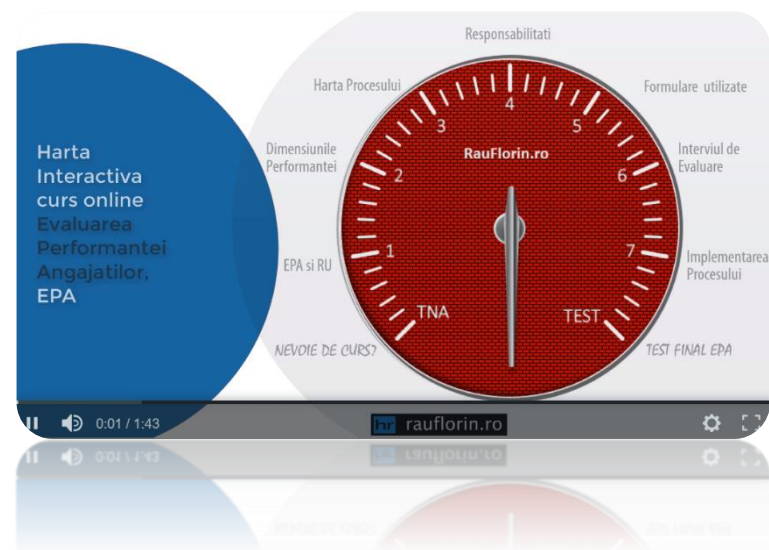 Harta
Interactiva
curs online
Evaluarea
Performantei
Angajatilor,
EPA
Responsabilitati
Harta Procesului
Formulare utilizate
Dimensiunile
Performantei
Interviul de
Evaluare
EPA si RU
Implementarea
Procesului
NEVOIE DE CURS?
TEST FINAL EPA
RauFlorin.ro
1
2
3
4
5
6
7
TNA
TEST
0:01 / 1:43
hr rauflorin.ro